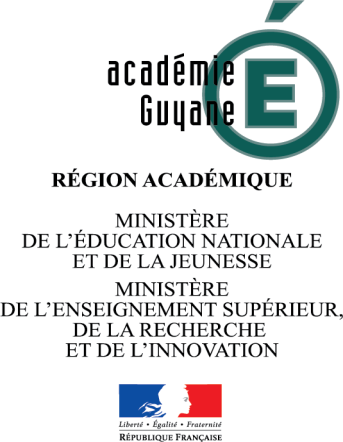 académie
Guyane
É
RÉGION ACADÉMIQUE
MINISTÈRE
DE L'ÉDUCATION NATIONALE
ET DE LA JEUNESSE
MINISTÈRE
DE L'ENSEIGNEMENT SUPÉRIEUR,
DE LA RECHERCHE
ET DE L'INNOVATION
Liberté • Égalité • Fraternité
RÉPUBLIQUE FRANÇAISE